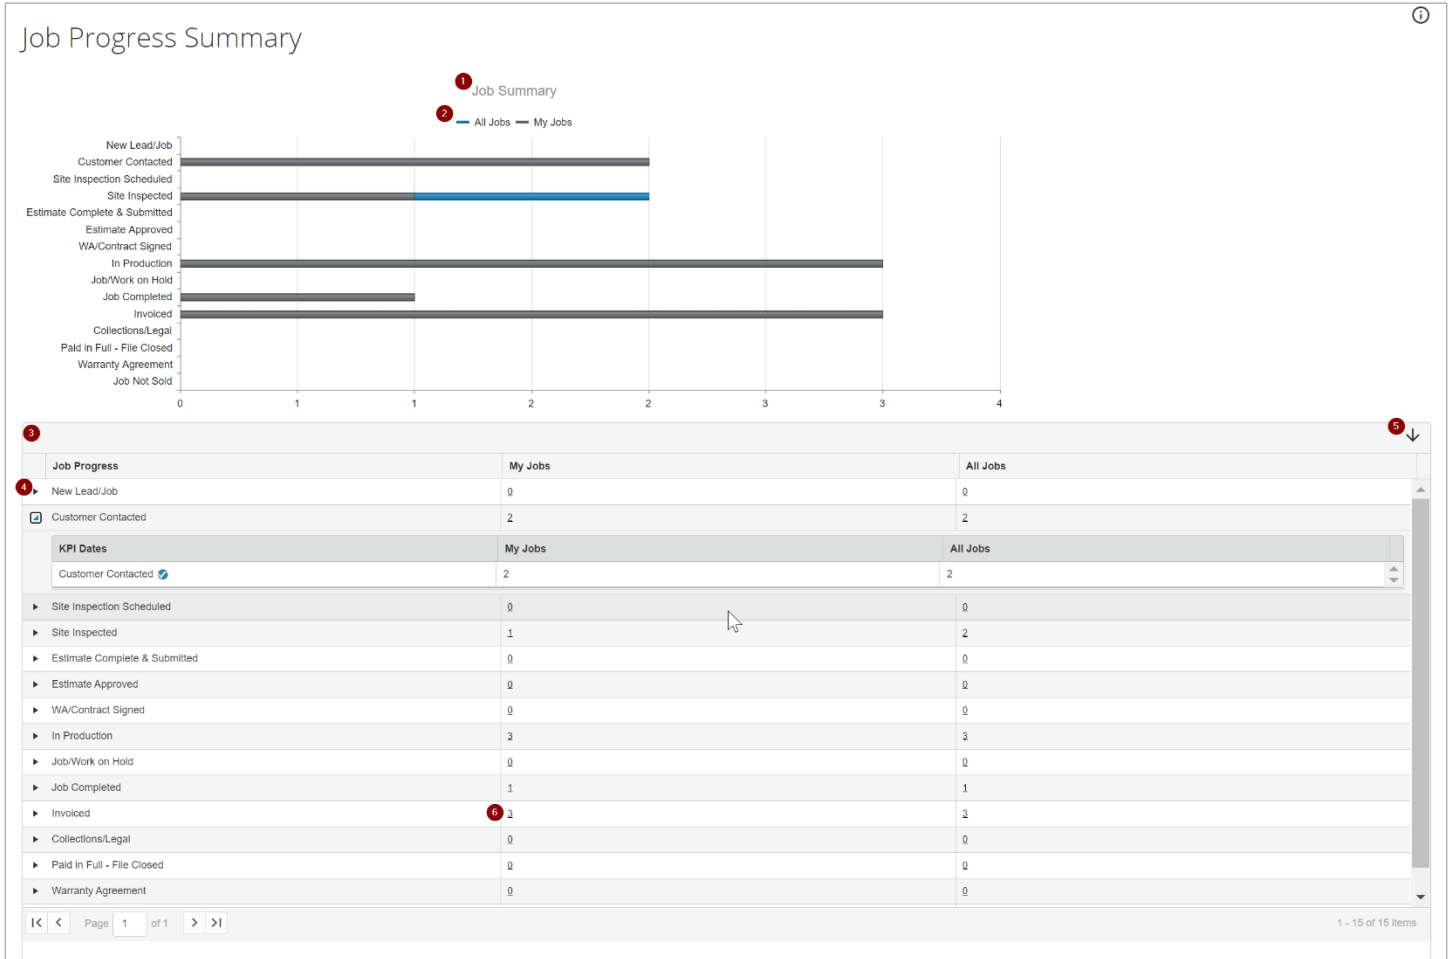 Job Progress Summary
1
Job Summary
2
All Jobs My Jobs
New Lead/Job
Customer Contacted
Site Inspection Scheduled
Site Inspected
Estimate Complete & Submitted
Estimate Approved
WA/Contract Signed
In Production
Job/Work on Hold
Job Completed
Invoiced
Collections/Legal
Paid in Full - File Closed
Warranty Agreement
Job Not Sold
0 1 1 2 2 3 3 4
3 5
Job Progress My Jobs All Jobs
4 New Lead/Job 0 0
Customer Contacted 2 2
KPI Dates My Jobs All Jobs
Customer Contacted 2 2
Site Inspection Scheduled 0 0
Site Inspected 1 2
Estimate Complete & Submitted 0 0
Estimate Approved 0 0
WA/Contract Signed 0 0
In Production 3 3
Job/Work on Hold 0 0
Job Completed 1 1
Invoiced 6 3 3
Collections/Legal 0 0
Paid in Full - File Closed 0 0
Warranty Agreement 0 0
Page 1 of 1 1 - 15 of 15 items